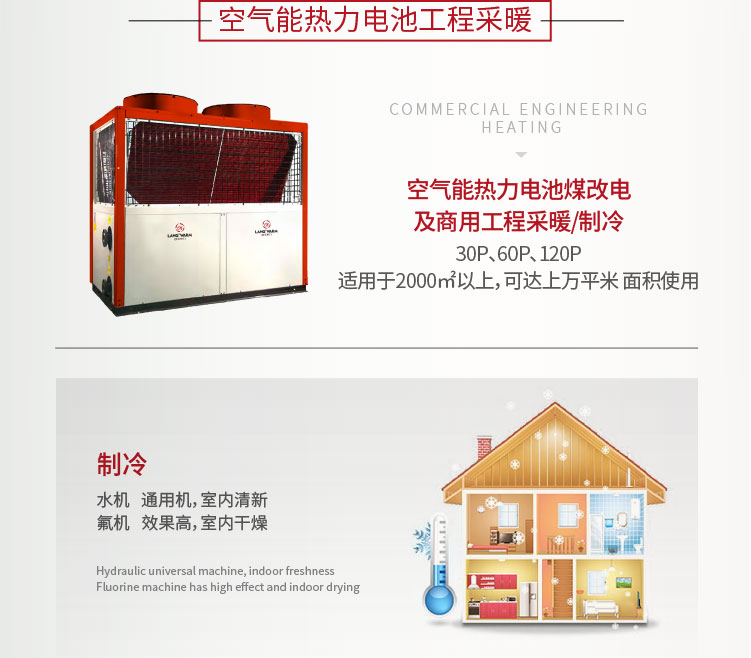 空气能热力电池工程采暖
COMMERCIAL ENGINEERING
HEATING
空气能热力电池煤改电
及商用工程采暖/制冷
30P、60P、120P
适用于2000㎡以上，可达上万平米 面积使用
制冷
水机 通用机，室内清新
氟机 效果高，室内干燥
Hydraulic universal machine, indoor freshness
Fluorine machine has high effect and indoor drying